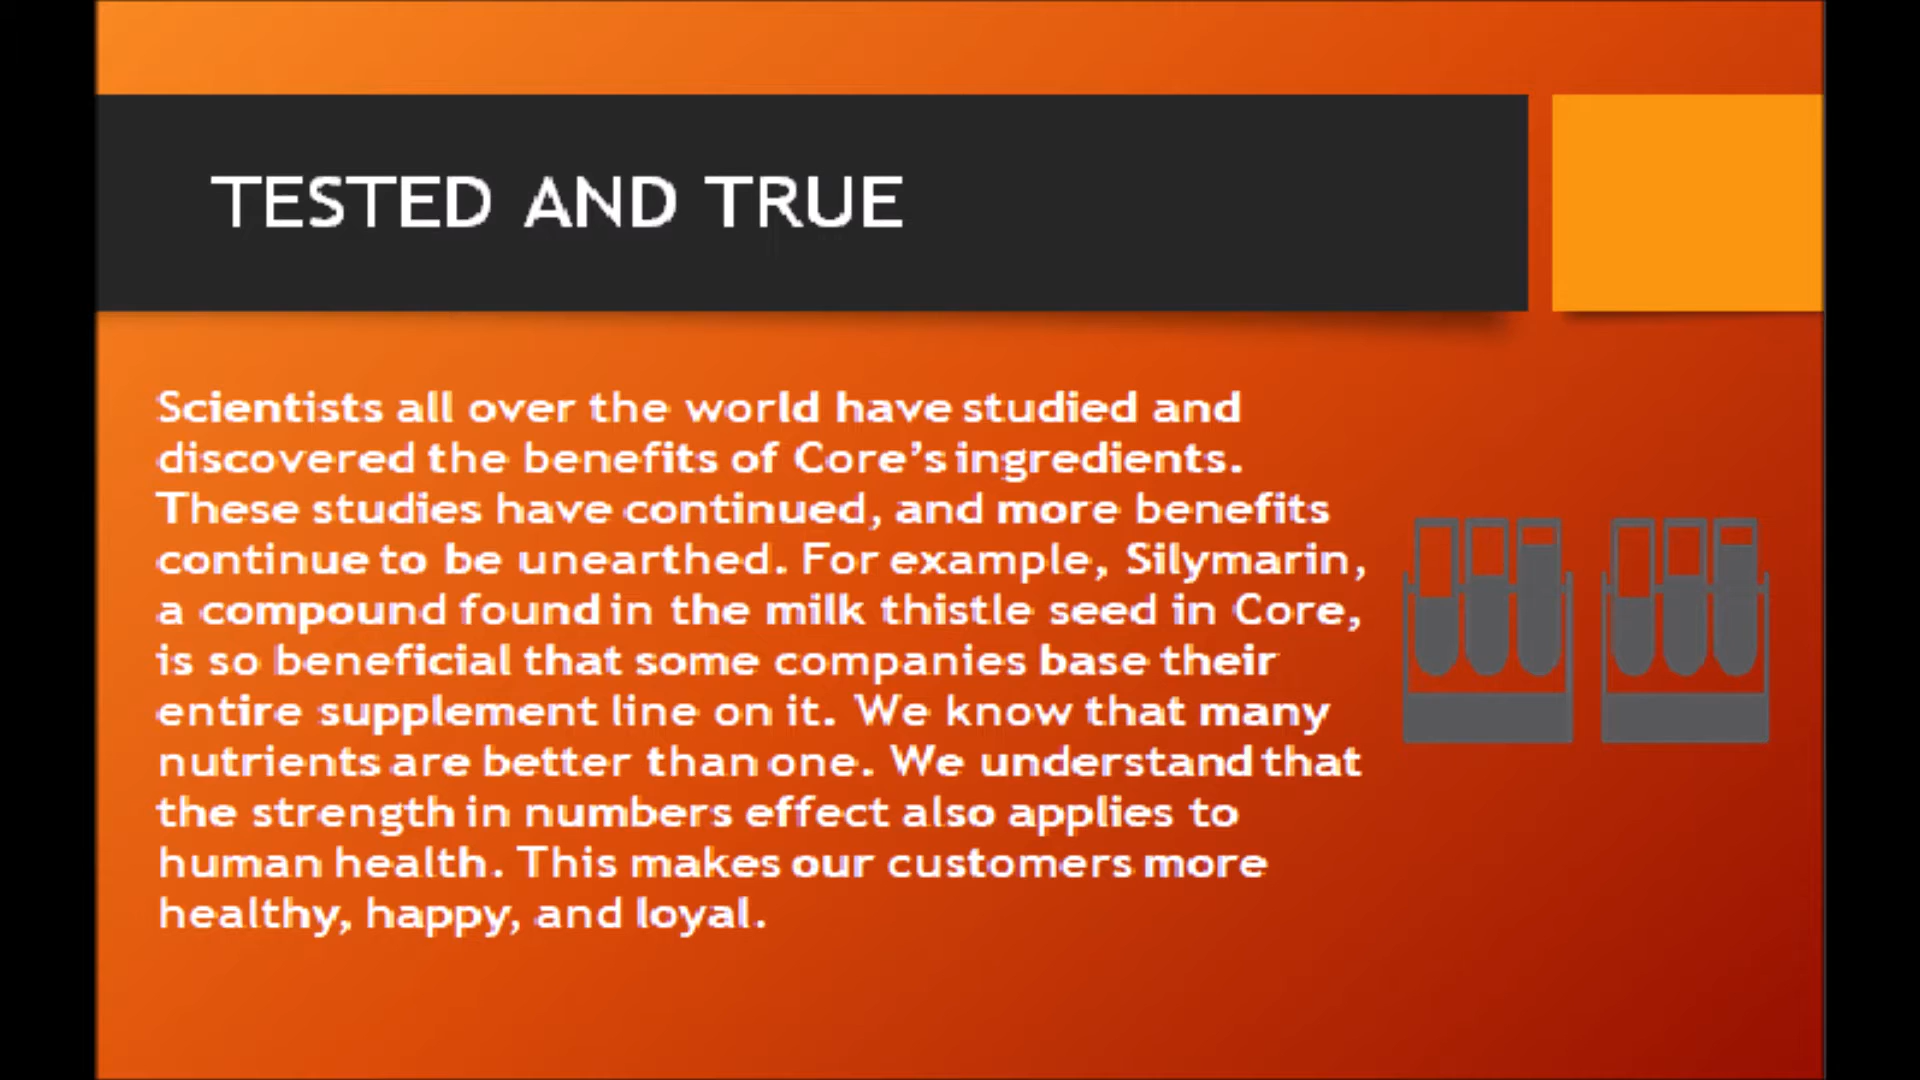 TESTED AND TRUE
Scientists all over the world have studied and
discovered the benefits of Core’s ingredients.
These studies have continued, and more benefits
continue to be unearthed. For example, Silymarin,
a compound found in the milk thistle seed in Core,
is so beneficial that some companies base their
entire supplement line on it. We know that many
nutrients are better than one. We understand that
the strength in numbers effect also applies to
human health. This makes our customers more
healthy, happy, and loyal.